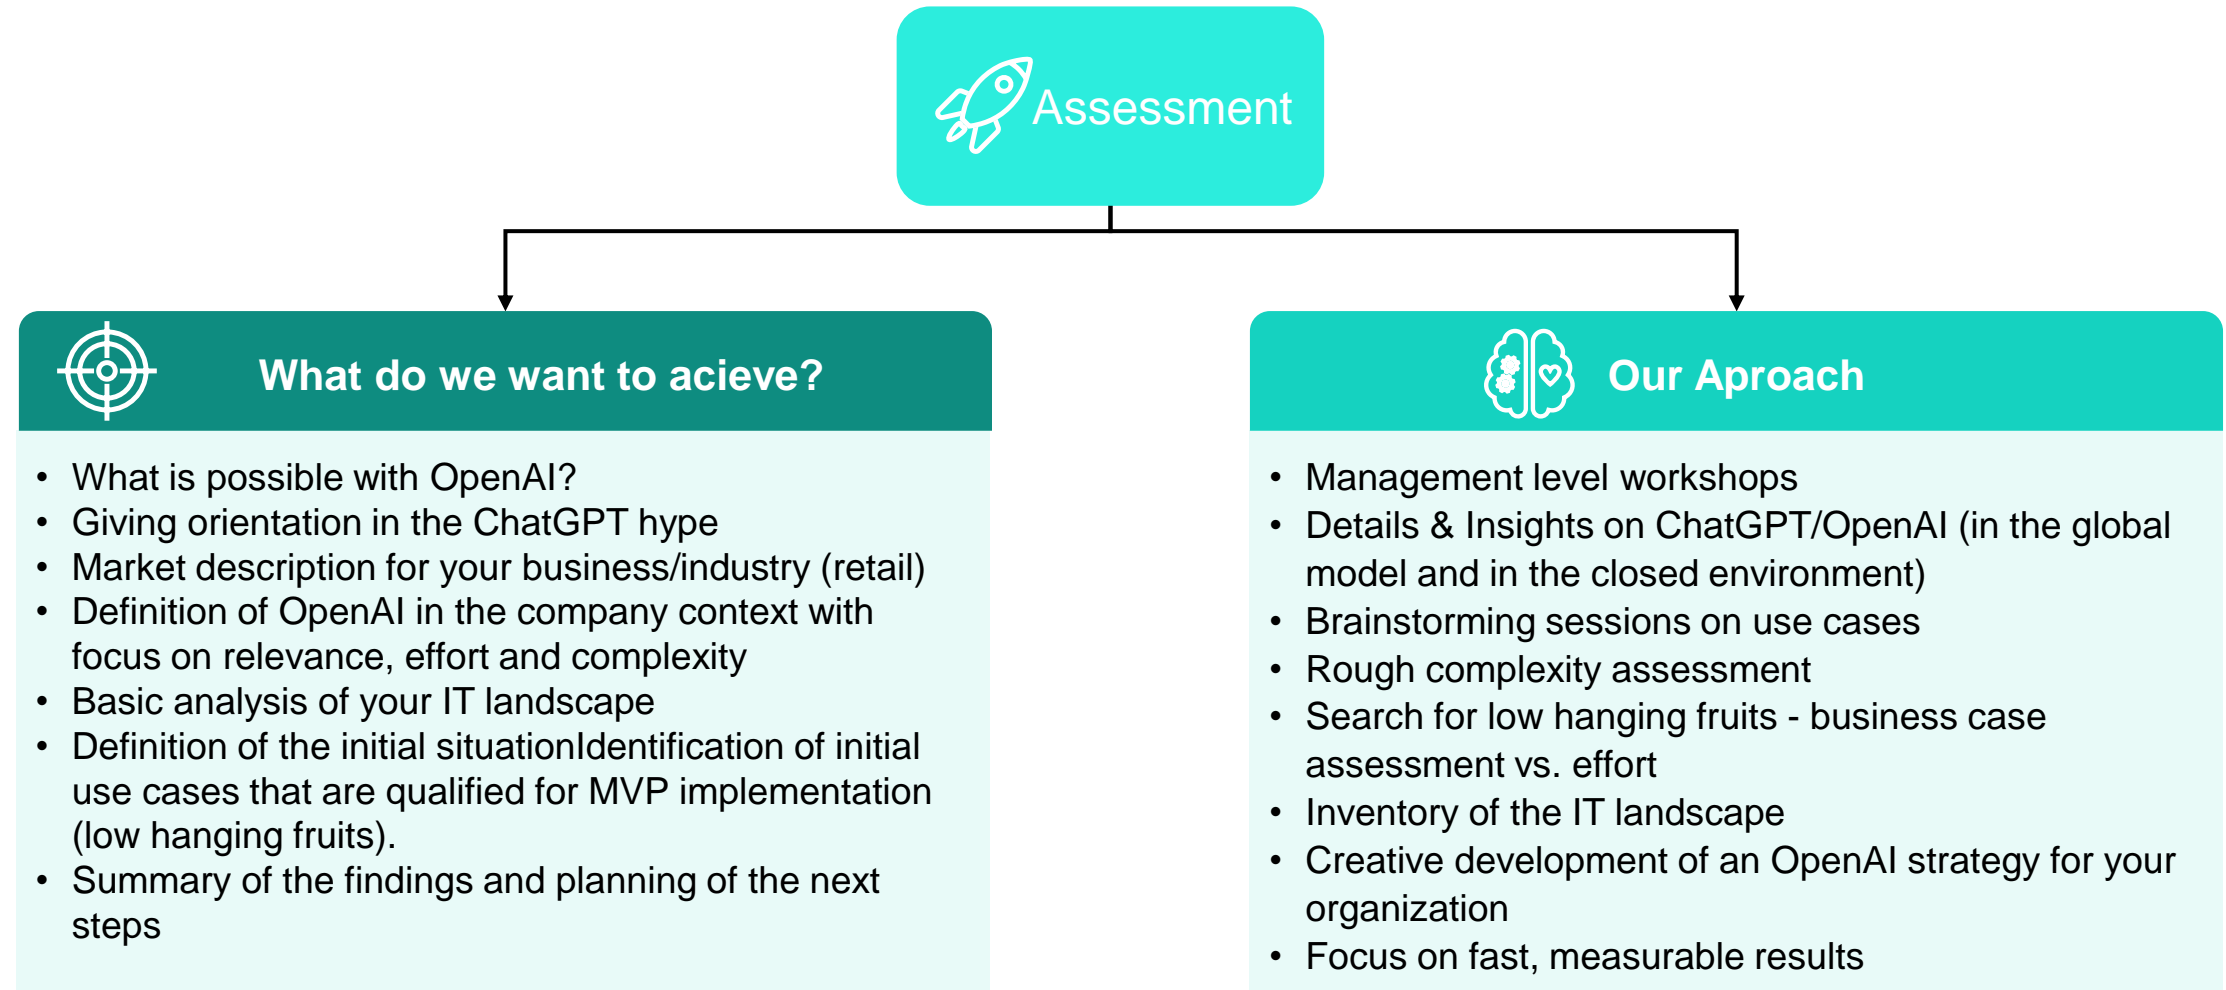 Assessment
What do we want to acieve?
• What is possible with OpenAI?
• Giving orientation in the ChatGPT hype
• Market description for your business/industry (retail)
• Definition of OpenAI in the company context with
focus on relevance, effort and complexity
• Basic analysis of your IT landscape
• Definition of the initial situationIdentification of initial
use cases that are qualified for MVP implementation
(low hanging fruits).
• Summary of the findings and planning of the next
steps
Our Aproach
• Management level workshops
• Details & Insights on ChatGPT/OpenAI (in the global
model and in the closed environment)
• Brainstorming sessions on use cases
• Rough complexity assessment
• Search for low hanging fruits - business case
assessment vs. effort
• Inventory of the IT landscape
• Creative development of an OpenAI strategy for your
organization
• Focus on fast, measurable results